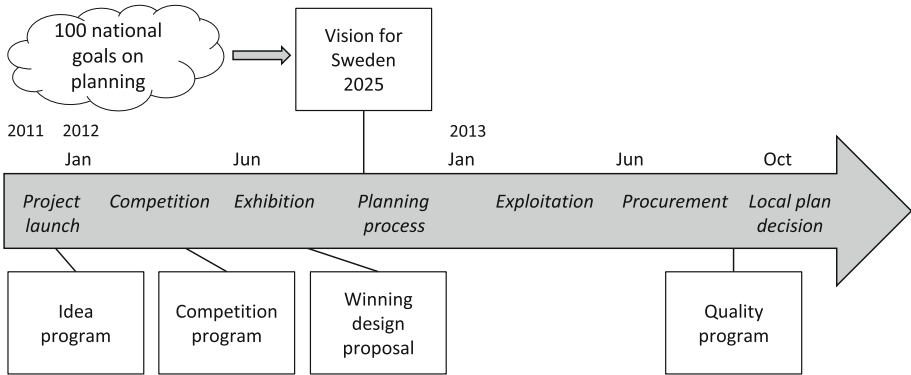 100 national
goals on
planning
Vision for
Sweden
2025
2011 2012 2013
Jan Jun Jan Jun Oct
Project
launch
Competition
Exhibition
Planning
process
Exploitation
Procurement
Local plan
decision
Idea
program
Competition
program
Winning
design
proposal
Quality
program